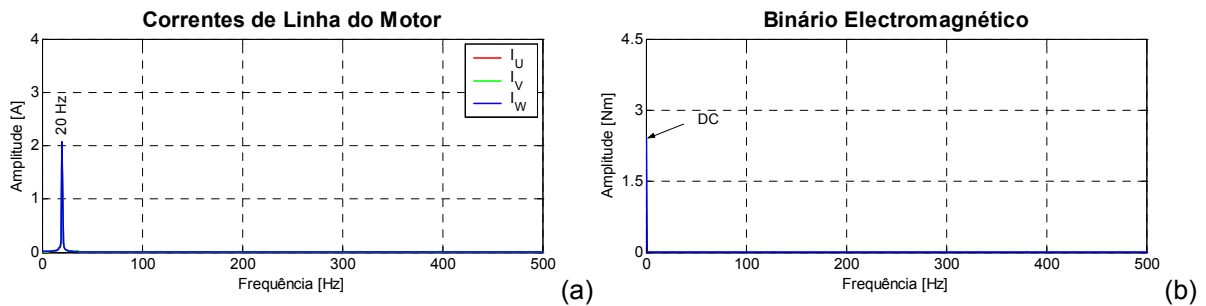 Correntes de Linha do Motor
Amplitude [A]
4
3
2
1
0
20 Hz
I_U
I_V
I_W
0 100 200 300 400 500
Frequência [Hz]
(a)
Binário Electromagnético
Amplitude [Nm]
4.5
3
1.5
0
DC
0 100 200 300 400 500
Frequência [Hz]
(b)